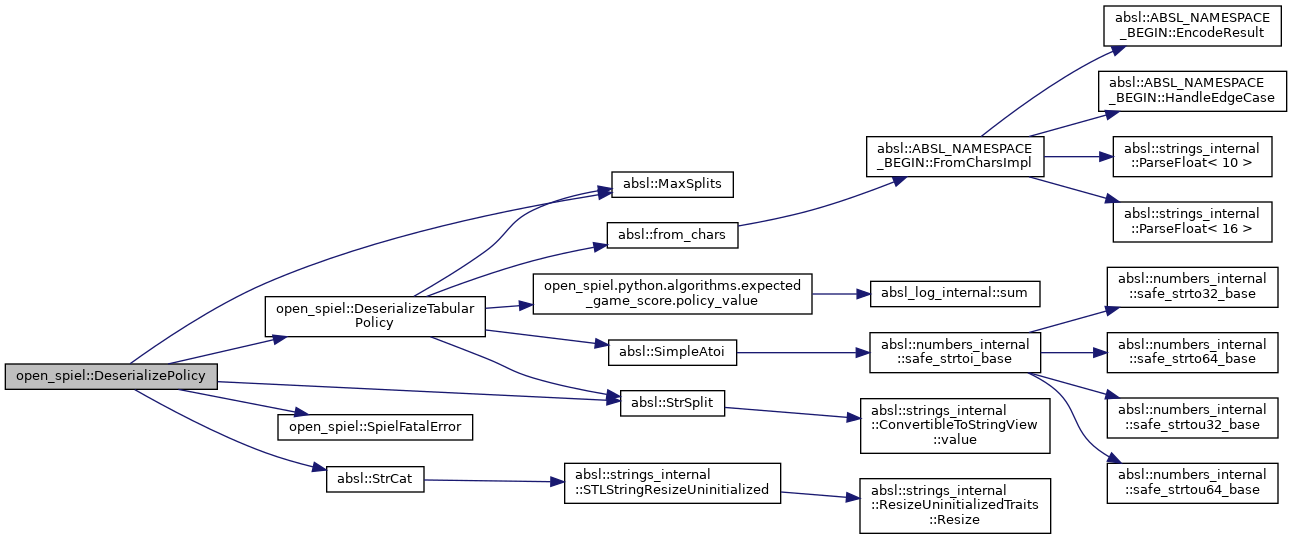 open_spiel::DeserializePolicy
absl::MaxSplits
open_spiel::DeserializeTabular
Policy
absl::from_chars
absl::ABSL_NAMESPACE
_BEGIN::FromCharsImpl
absl::ABSL_NAMESPACE
_BEGIN::EncodeResult
absl::ABSL_NAMESPACE
_BEGIN::HandleEdgeCase
absl::strings_internal
::ParseFloat< 10 >
absl::strings_internal
::ParseFloat< 16 >
open_spiel.python.algorithms.expected
_game_score.policy_value
absl_log_internal::sum
absl::SimpleAtoi
absl::numbers_internal
::safe_strtoi_base
absl::numbers_internal
::safe_strto32_base
absl::numbers_internal
::safe_strto64_base
absl::numbers_internal
::safe_strtou32_base
absl::numbers_internal
::safe_strtou64_base
absl::StrSplit
absl::strings_internal
::ConvertibleToStringView
::value
open_spiel::SpielFatalError
absl::StrCat
absl::strings_internal
::STLStringResizeUninitialized
absl::strings_internal
::ResizeUninitializedTraits
::Resize